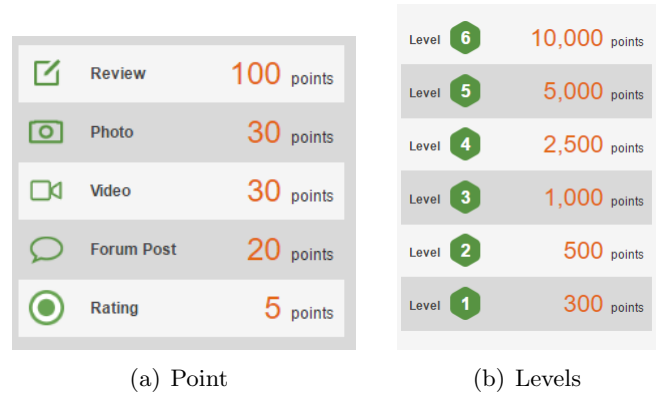 Review 100 points
Photo 30 points
Video 30 points
Forum Post 20 points
Rating 5 points
(a) Point
Level 6 10,000 points
Level 5 5,000 points
Level 4 2,500 points
Level 3 1,000 points
Level 2 500 points
Level 1 300 points
(b) Levels